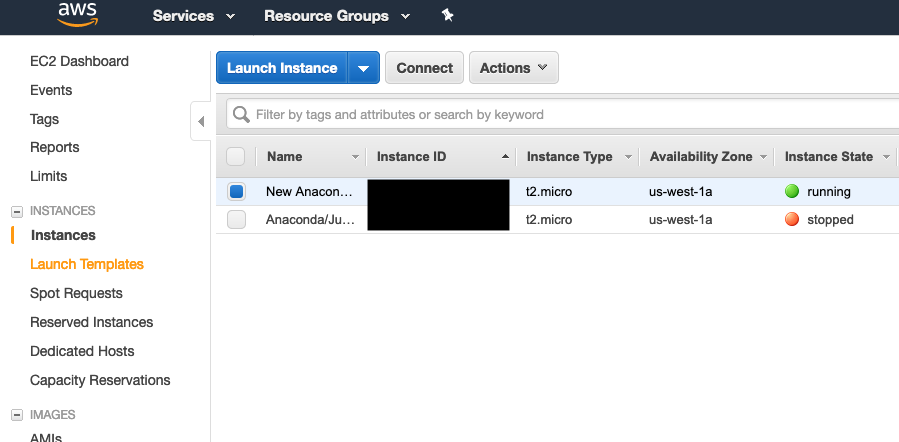 aws Services Resource Groups
EC2 Dashboard
Events
Tags
Reports
Limits
INSTANCES
Instances
Launch Templates
Spot Requests
Reserved Instances
Dedicated Hosts
Capacity Reservations
IMAGES
AMIs
Launch Instance Connect Actions
Filter by tags and attributes or search by keyword
Name Instance ID Instance Type Availability Zone Instance State
New Anacon... t2.micro us-west-1a running
Anaconda/Ju... t2.micro us-west-1a stopped